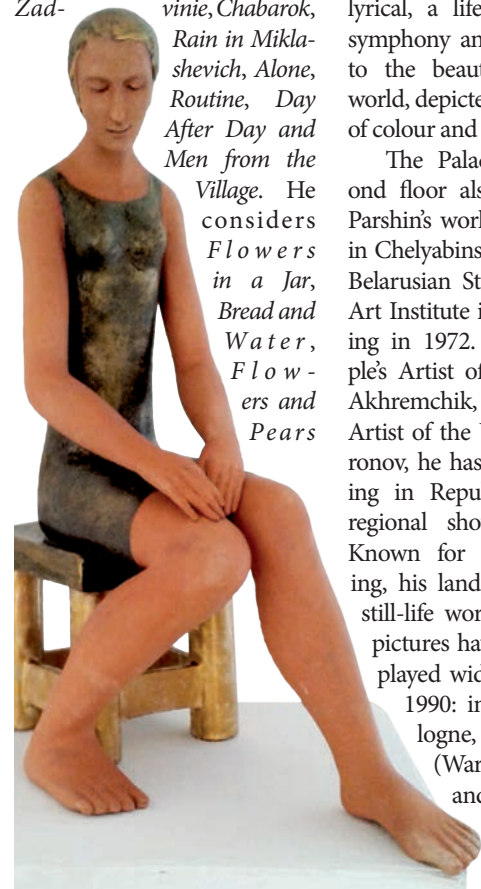 Zad-
vinie, Chabarok,
Rain in Mikla-
shevich, Alone,
Routine, Day
After Day and
Men from the
Village. He
considers
Flowers
in a Jar,
Bread and
Water,
Flow-
ers and
Pears
lyrical, a life
symphony an
to the beaut
world, depicte
of colour and
The Palac
ond floor als
Parshin's work
in Chelyabins
Belarusian St
Art Institute i
ing in 1972.
ple's Artist of
Akhremchik,
Artist of the
ronov, he has
ing in Repu
regional sho
Known for
ing, his land
still-life wor
pictures hav
played wid
1990: in
logne,
(War
and